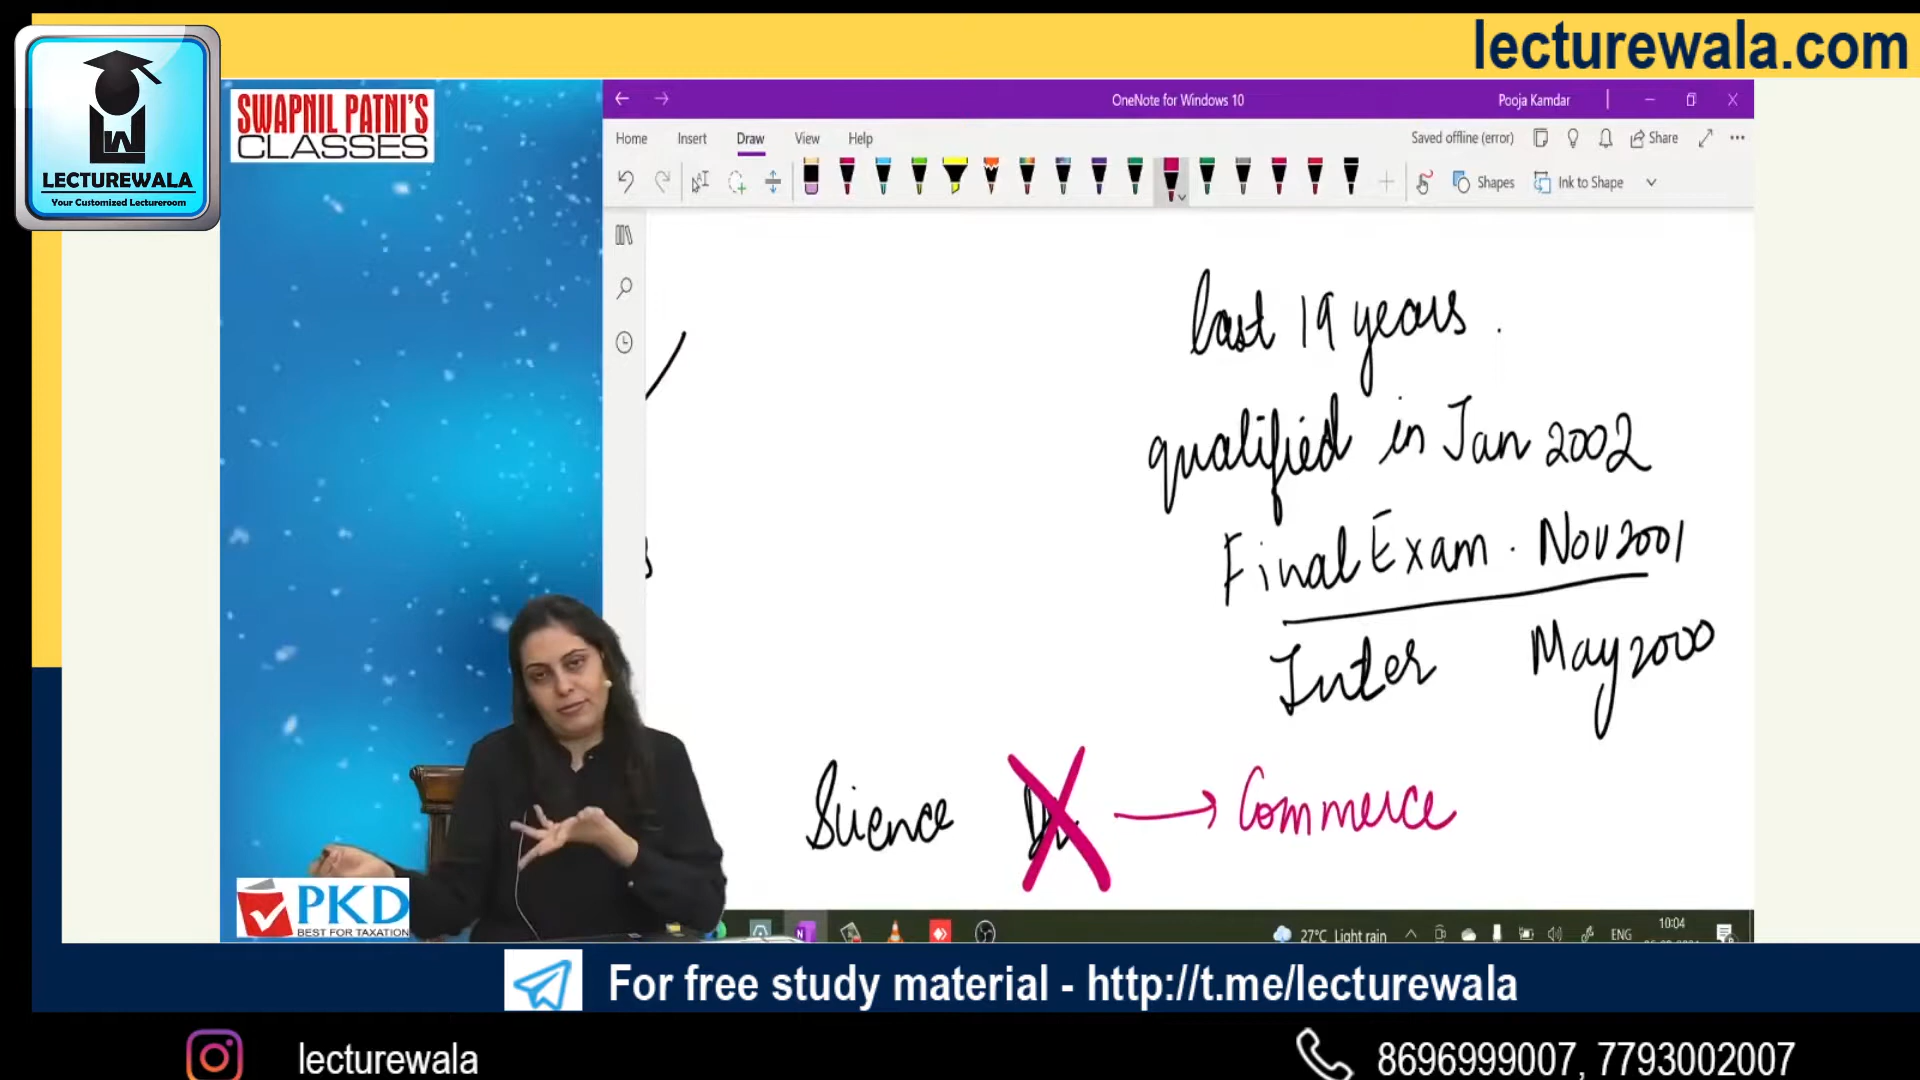 lecturewala.com
LW
LECTUREWALA
Your Customized Lectureroom
SWAPNIL PATNI'S
CLASSES
OneNote for Windows 10
Pooja Kamdar
Home Insert Draw View Help
Saved offline (error) Share
Shapes Ink to Shape
last 19 years.
qualified in Jan 2002
Final Exam. Nov 2001
Inter May 2000
Science → Commerce
PKD
BEST FOR TAXATION
27°C Light rain ENG 10:04
For free study material - http://t.me/lecturewala
lecturewala
8696999007, 7793002007